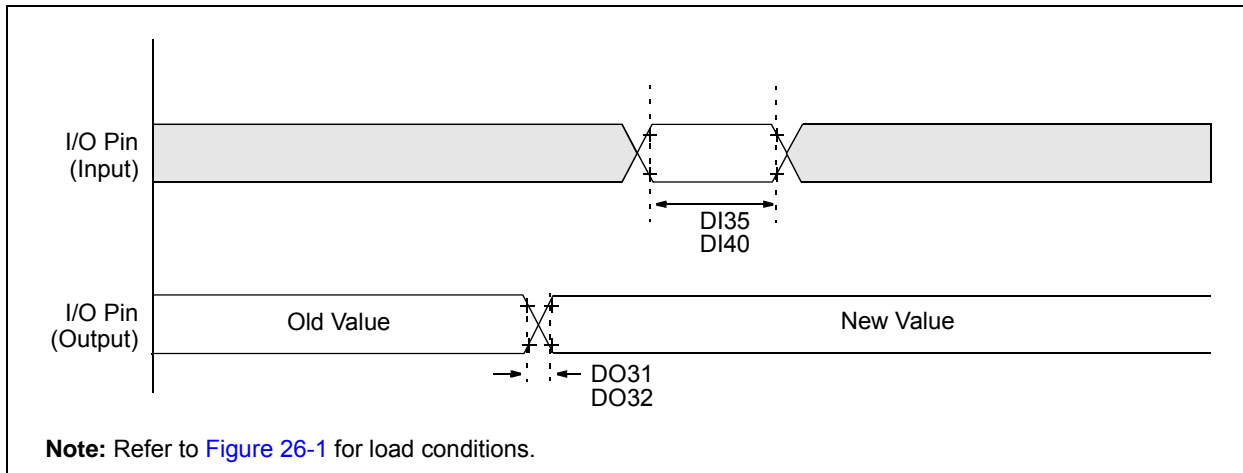 I/O Pin
(Input)
DI35
DI40
I/O Pin
(Output)
Old Value
New Value
DO31
DO32
Note: Refer to Figure 26-1 for load conditions.